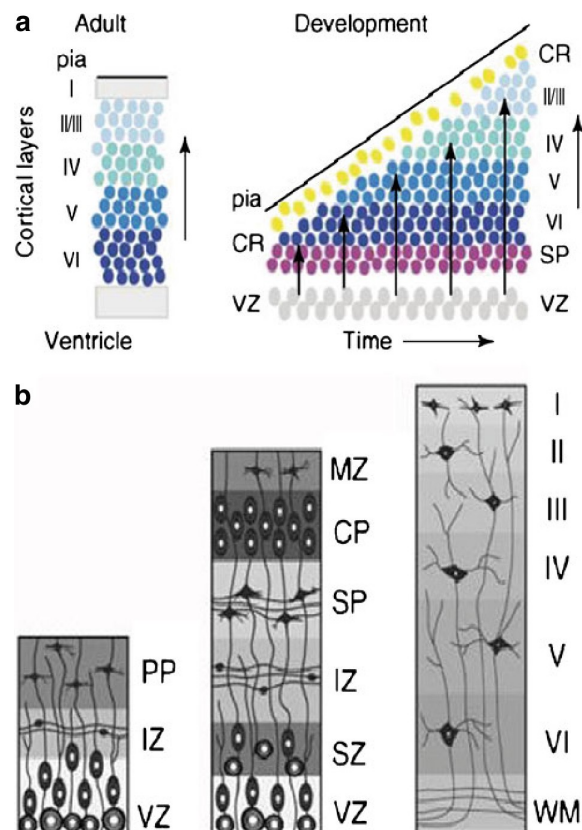 a
Adult
Development
pia
I
II/III
IV
V
VI
Cortical layers
Ventricle
CR
II/III
IV
V
VI
SP
VZ
pia
CR
VZ
Time
b
PP
IZ
VZ
MZ
CP
SP
IZ
SZ
VZ
I
II
III
IV
V
VI
WM